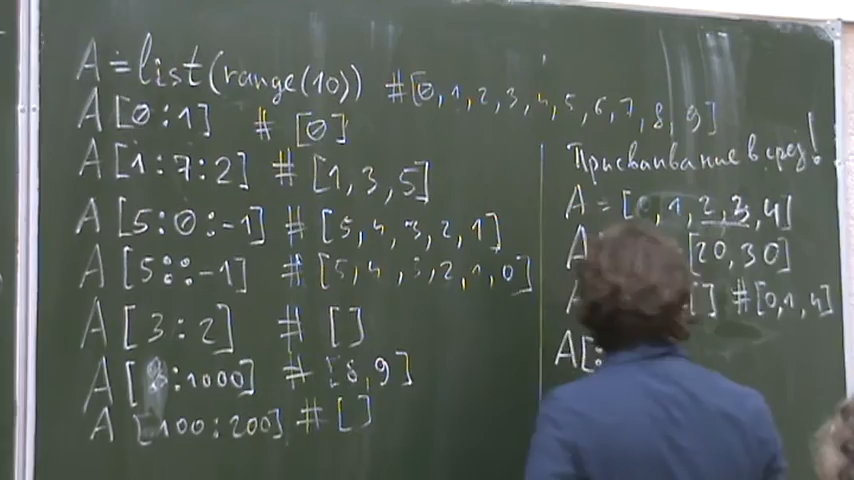 A = list(range(10)) #[0,1,2,3,4,5,6,7,8,9]
A[0:1] # [0]
A[1:7:2] # [1,3,5]
A[5:0:-1] # [5,4,3,2,1]
A[5::-1] # [5,4,3,2,1,0]
A[3:2] # []
A[8:1000] # [8,9]
A[100:200] # []
Присваивание в срез!
A = [0,1,2,3,4]
A [20,30]
A [] #[0,1,4]
A[: